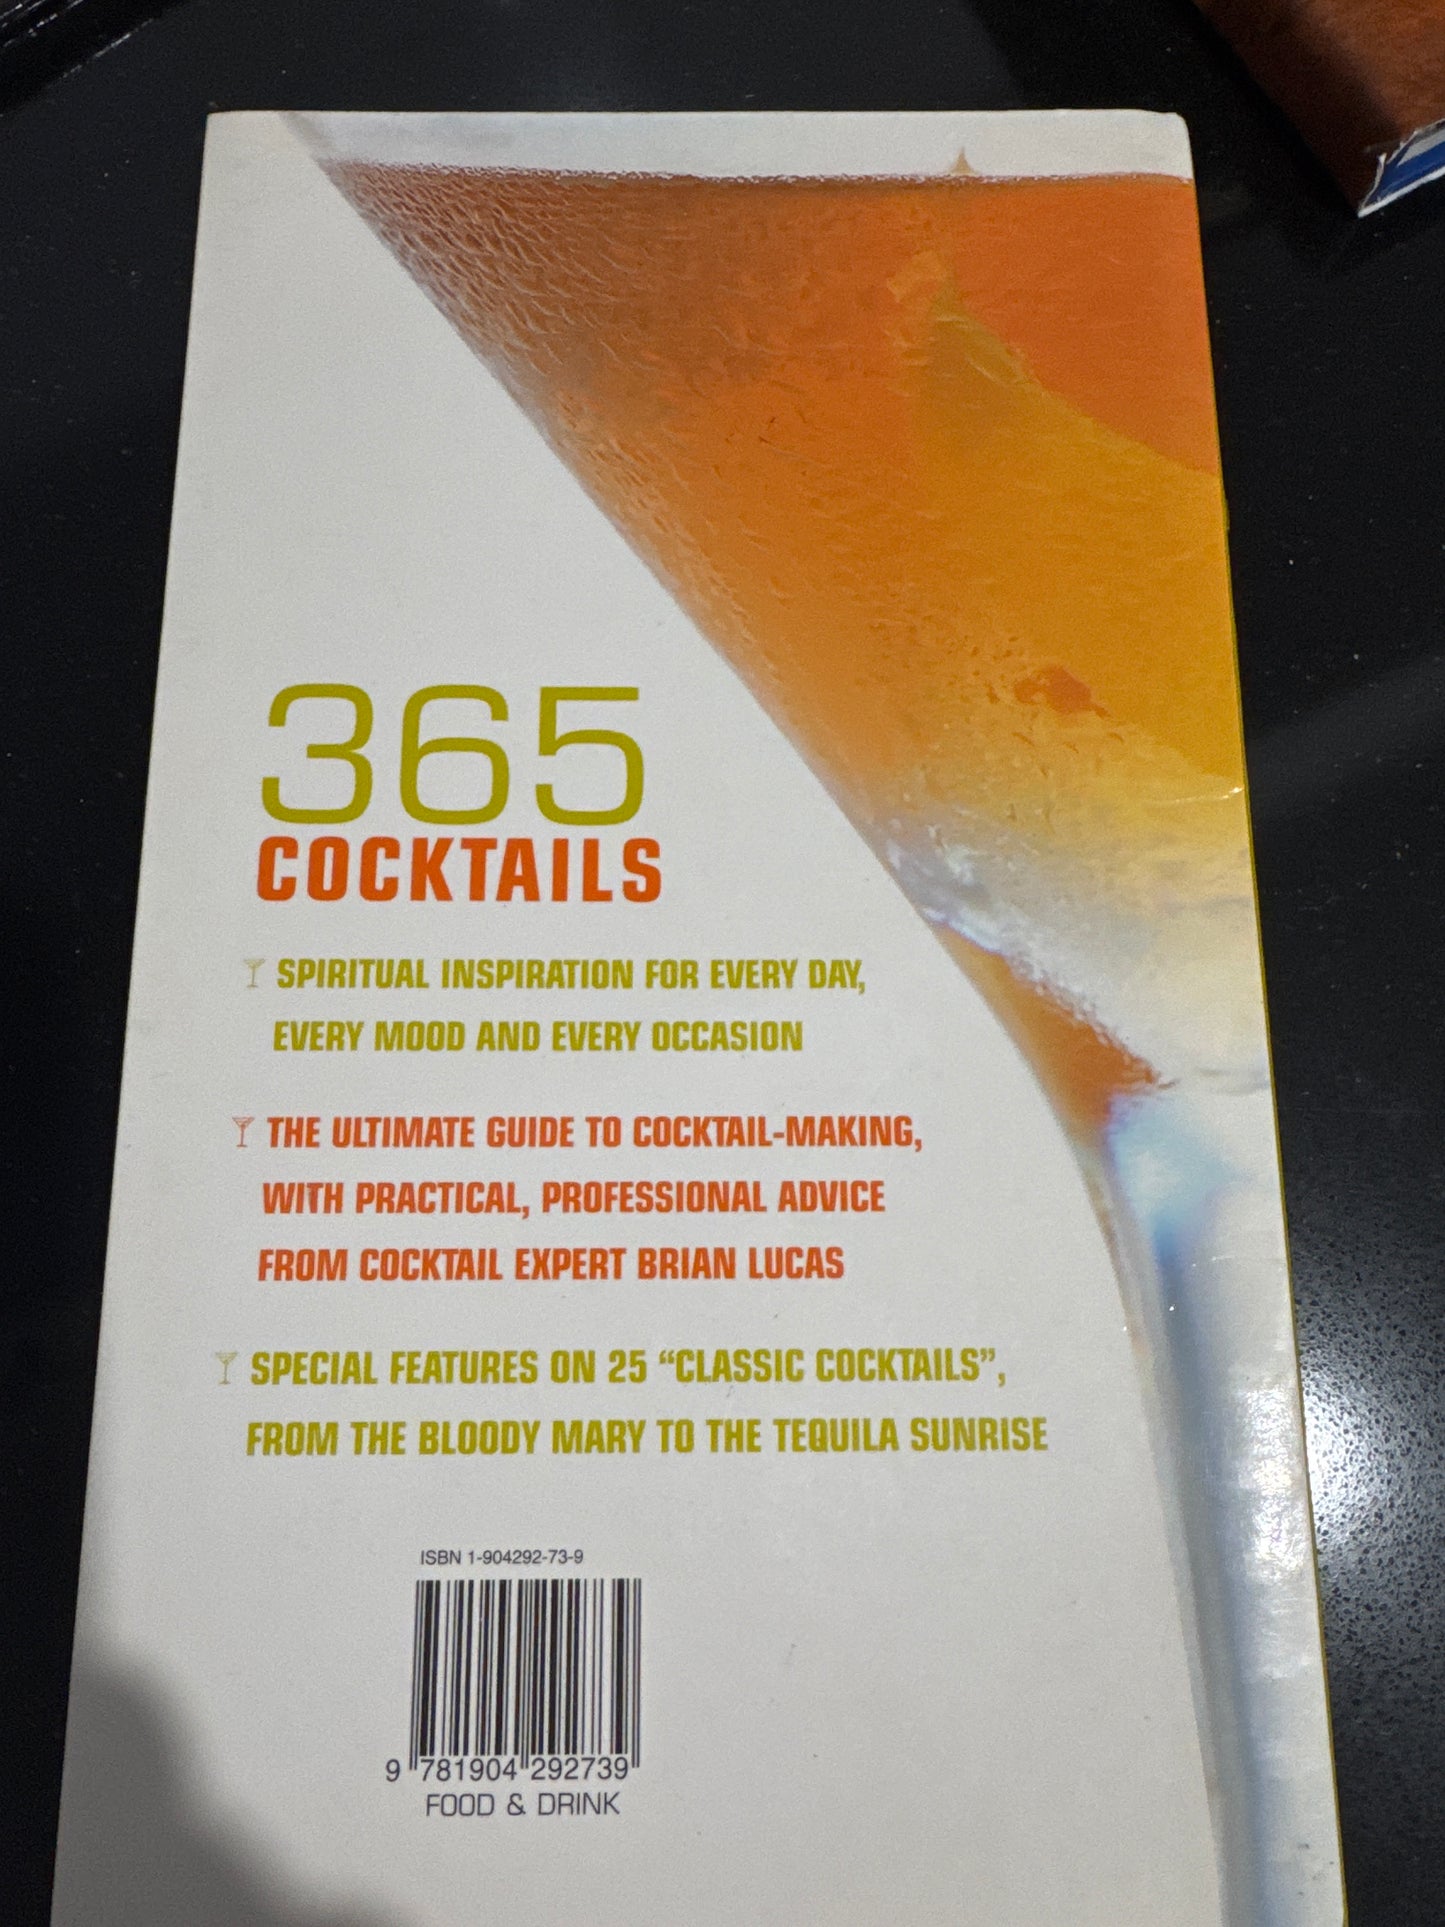 365
COCKTAILS
SPIRITUAL INSPIRATION FOR EVERY DAY,
EVERY MOOD AND EVERY OCCASION
THE ULTIMATE GUIDE TO COCKTAIL-MAKING,
WITH PRACTICAL, PROFESSIONAL ADVICE
FROM COCKTAIL EXPERT BRIAN LUCAS
SPECIAL FEATURES ON 25 “CLASSIC COCKTAILS”,
FROM THE BLOODY MARY TO THE TEQUILA SUNRISE
ISBN 1-904292-73-9
9 781904 292739
FOOD & DRINK